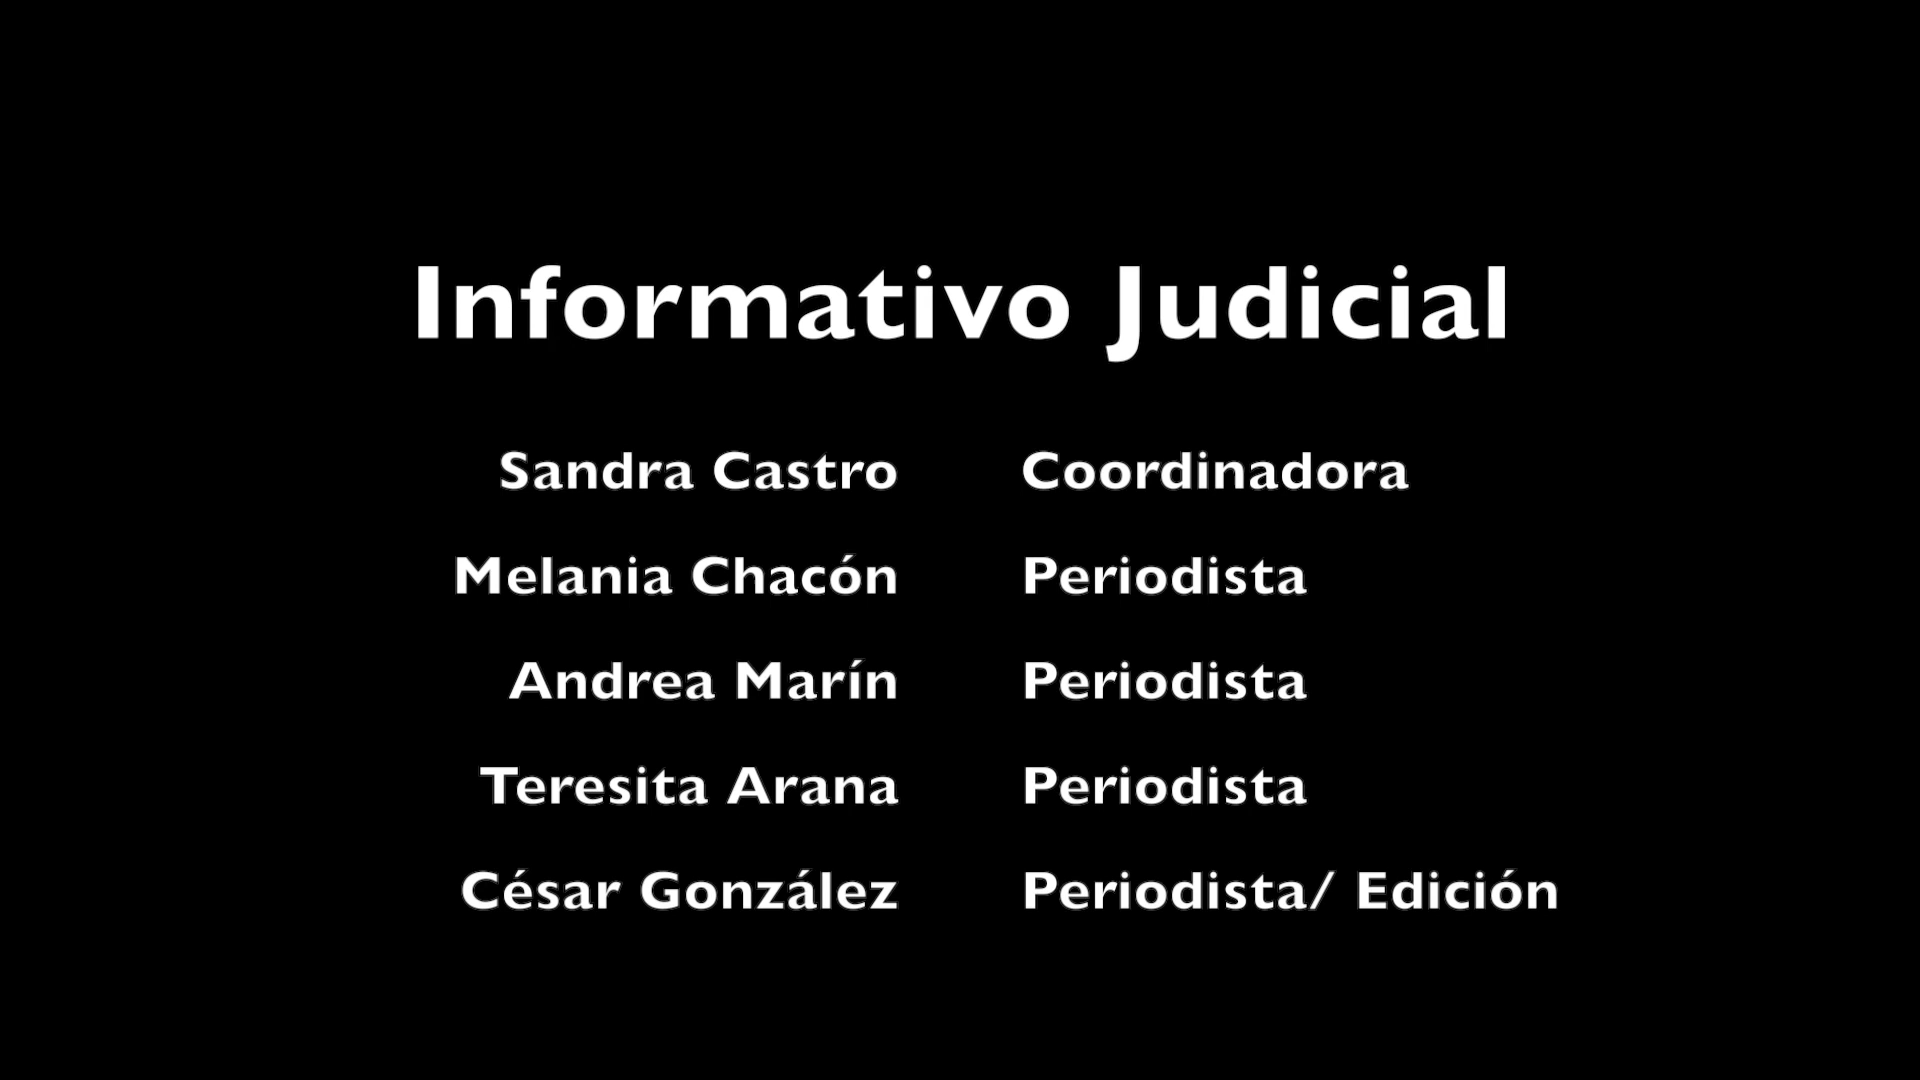 Informativo Judicial
Sandra Castro Coordinadora
Melania Chacón Periodista
Andrea Marín Periodista
Teresita Arana Periodista
César González Periodista/ Edición